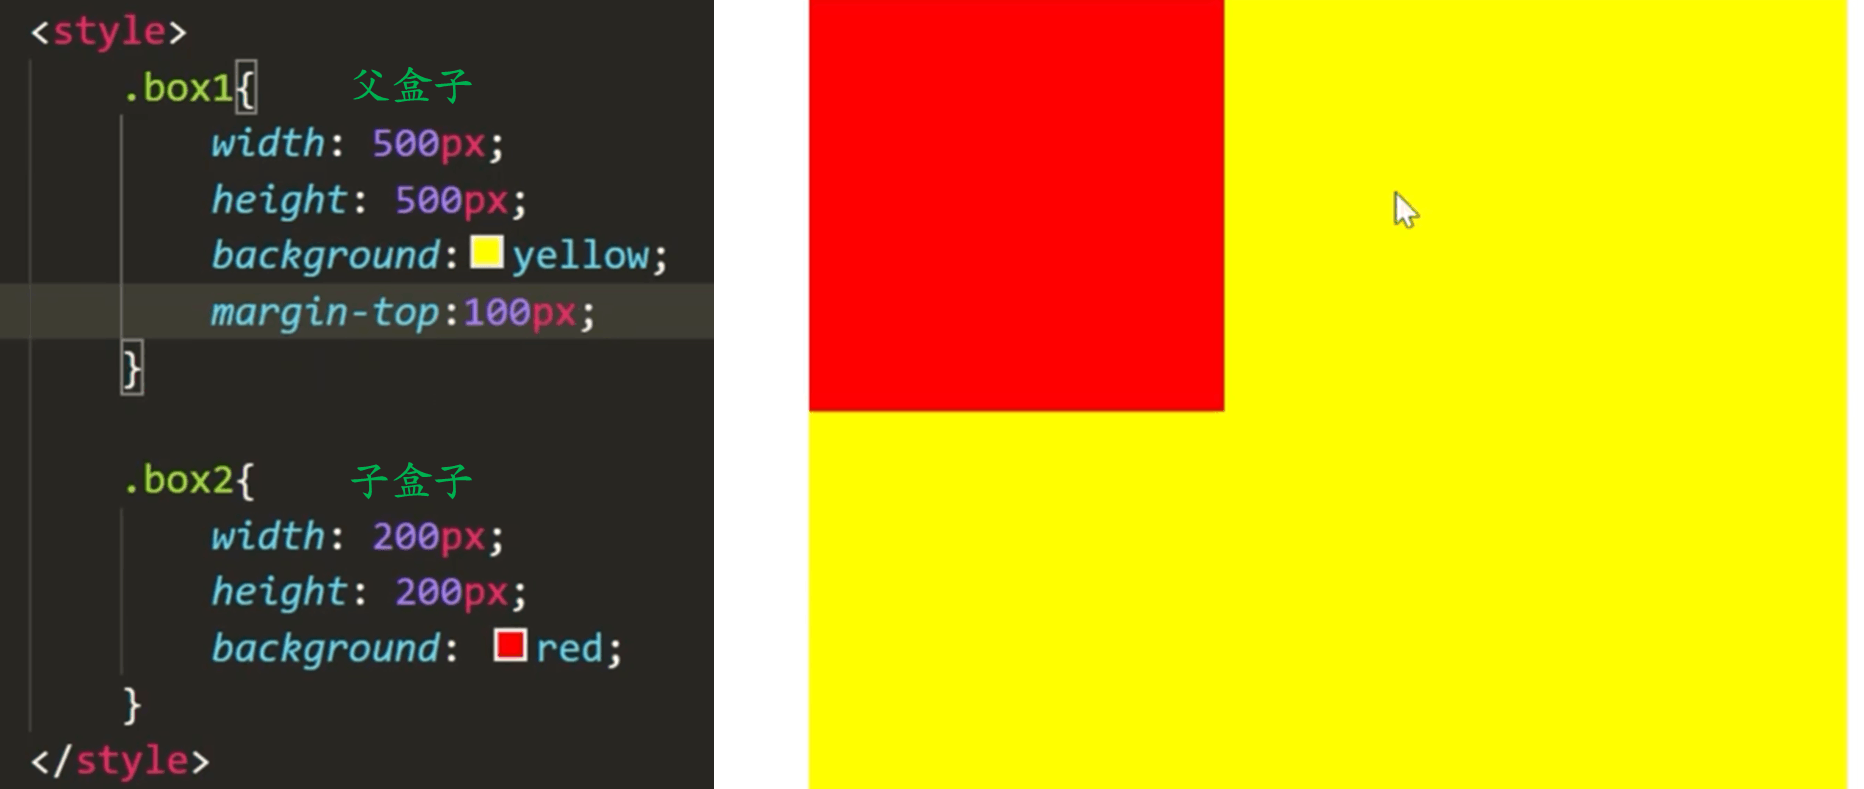 <style>
.box1{ 父盒子
width: 500px;
height: 500px;
background:yellow;
margin-top:100px;
}
.box2{ 子盒子
width: 200px;
height: 200px;
background: red;
}
</style>